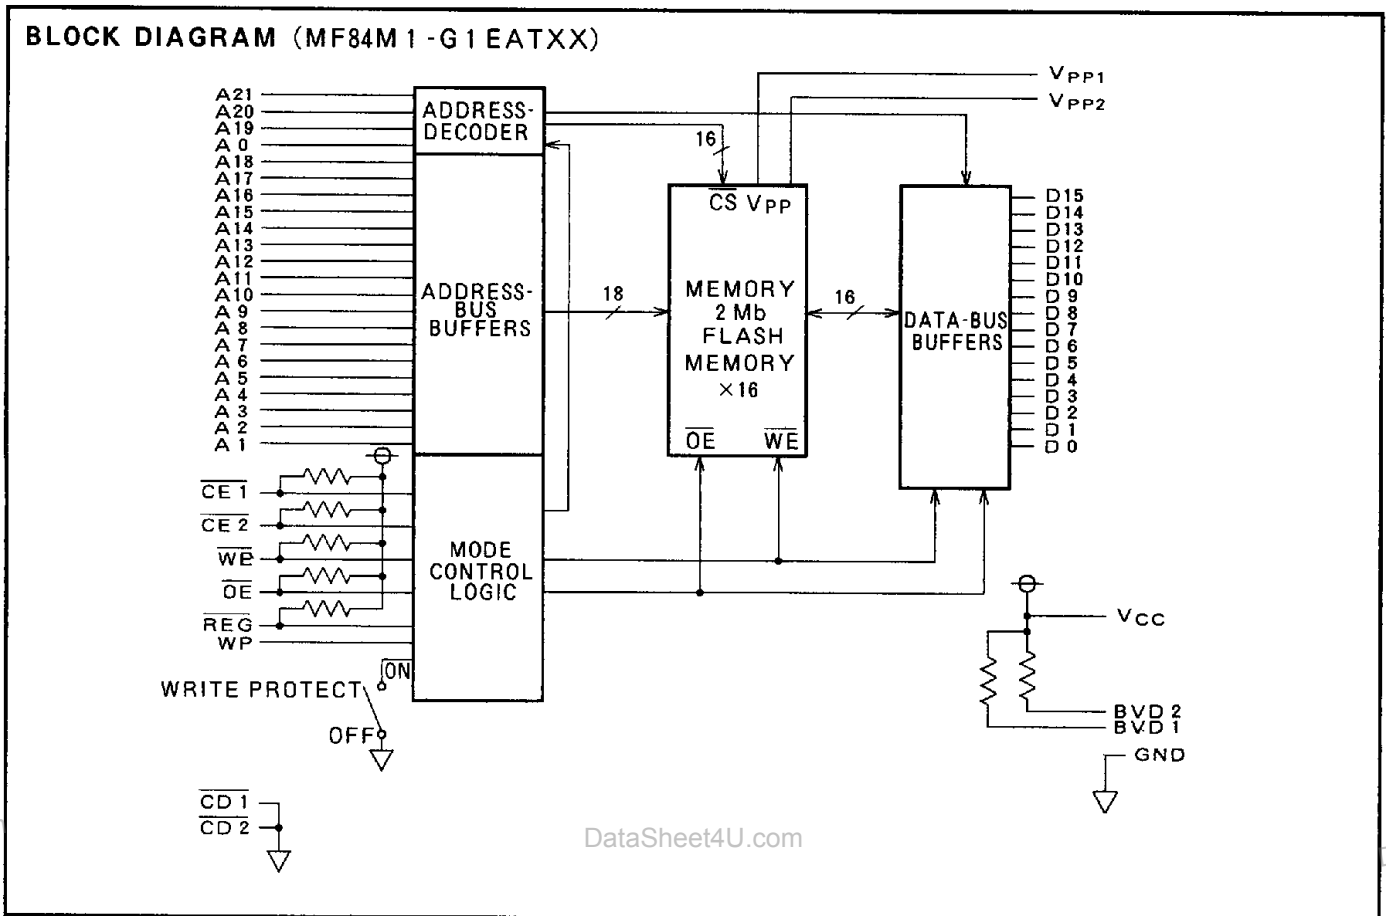 BLOCK DIAGRAM (MF84M1-G1EATXX)
VPP1
VPP2
A21
A20
A19
A0
A18
A17
A16
A15
A14
A13
A12
A11
A10
A9
A8
A7
A6
A5
A4
A3
A2
A1
ADDRESS-
DECODER
ADDRESS-
BUS
BUFFERS
16
18
CS VPP
MEMORY
2 Mb
FLASH
MEMORY
×16
OE WE
16
DATA-BUS
BUFFERS
D15
D14
D13
D12
D11
D10
D9
D8
D7
D6
D5
D4
D3
D2
D1
D0
CE1
CE2
WE
OE
REG
WP
MODE
CONTROL
LOGIC
ON
WRITE PROTECT
OFF
CD1
CD2
VCC
BVD2
BVD1
GND
DataSheet4U.com